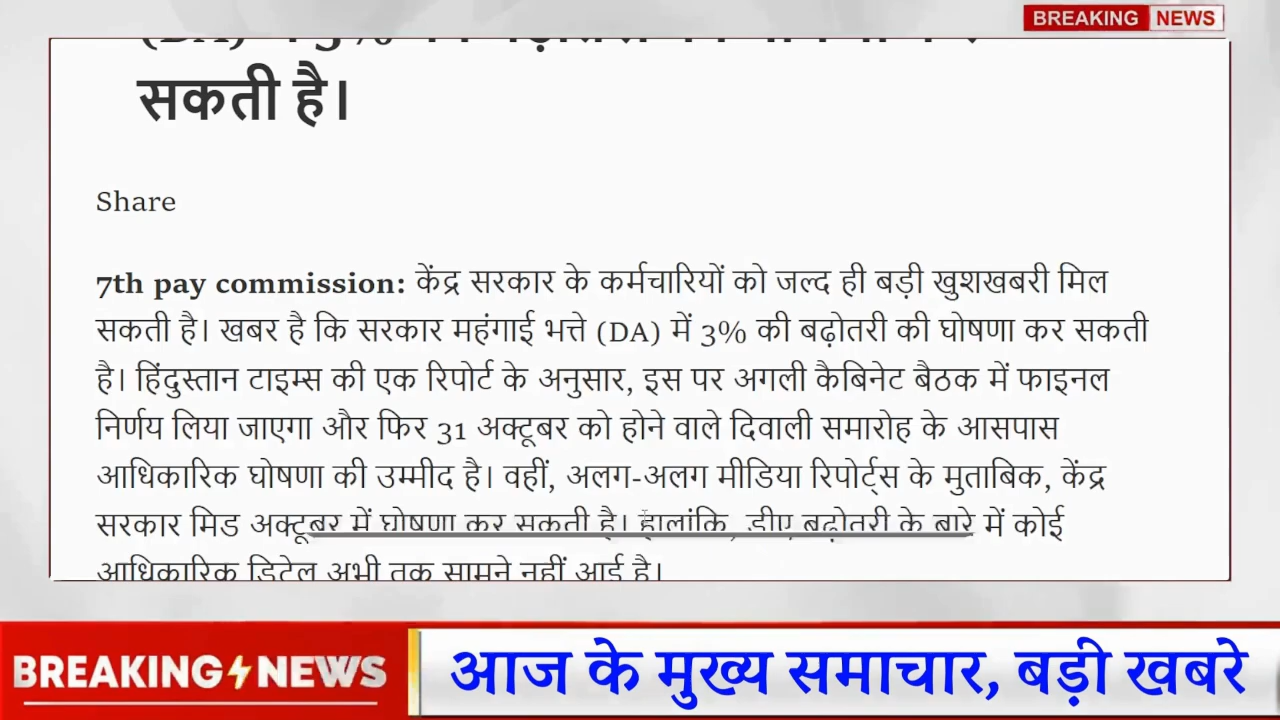 BREAKING NEWS
सकती है।
Share
7th pay commission: केंद्र सरकार के कर्मचारियों को जल्द ही बड़ी खुशखबरी मिल
सकती है। खबर है कि सरकार महंगाई भत्ते (DA) में 3% की बढ़ोतरी की घोषणा कर सकती
है। हिंदुस्तान टाइम्स की एक रिपोर्ट के अनुसार, इस पर अगली कैबिनेट बैठक में फाइनल
निर्णय लिया जाएगा और फिर 31 अक्टूबर को होने वाले दिवाली समारोह के आसपास
आधिकारिक घोषणा की उम्मीद है। वहीं, अलग-अलग मीडिया रिपोर्ट्स के मुताबिक, केंद्र
सरकार मिड अक्टूबर में घोषणा कर सकती है। हालांकि, डीए बढ़ोतरी के बारे में कोई
आधिकारिक डिटेल अभी तक सामने नहीं आई है।
BREAKING NEWS
आज के मुख्य समाचार, बड़ी खबरे